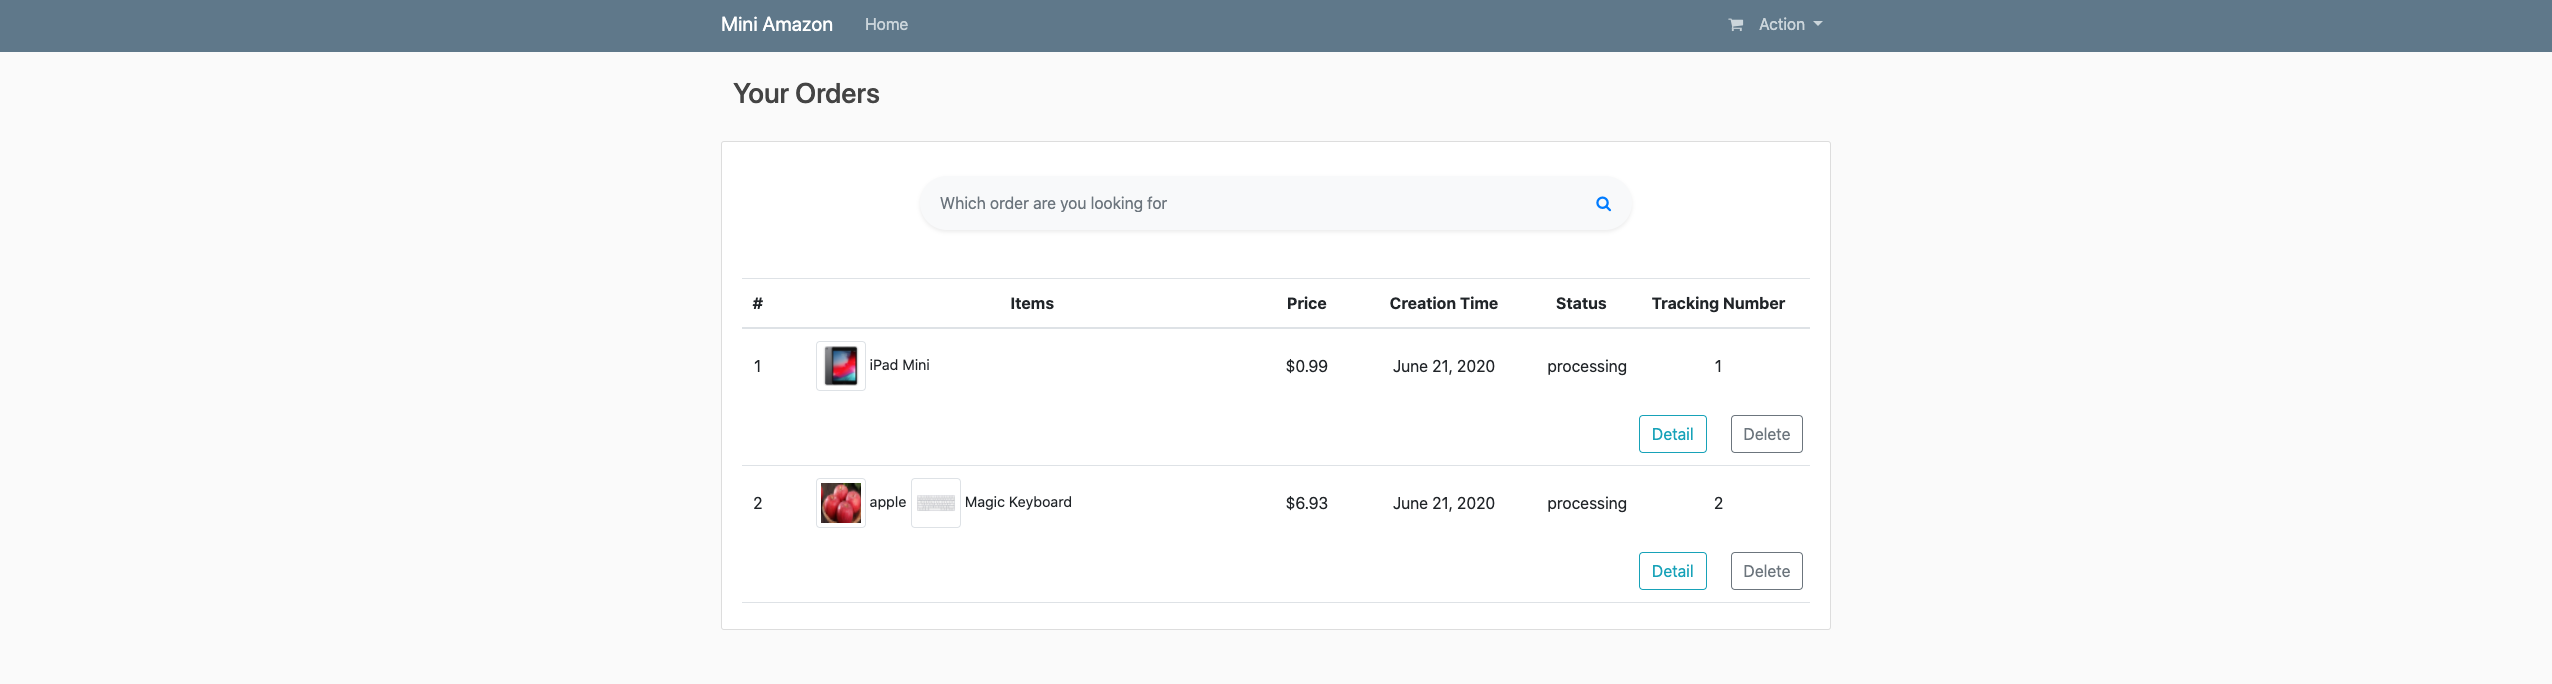 Mini Amazon Home Action
Your Orders
Which order are you looking for
# Items Price Creation Time Status Tracking Number
1 iPad Mini $0.99 June 21, 2020 processing 1
Detail Delete
2 apple Magic Keyboard $6.93 June 21, 2020 processing 2
Detail Delete